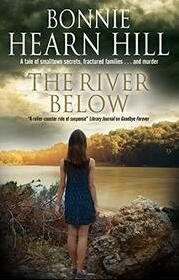 BONNIE
HEARN HILL
A tale of smalltown secrets, fractured families . . . and murder
THE RIVER
BELOW
"A roller-coaster ride of suspense" Library Journal on Goodbye Forever